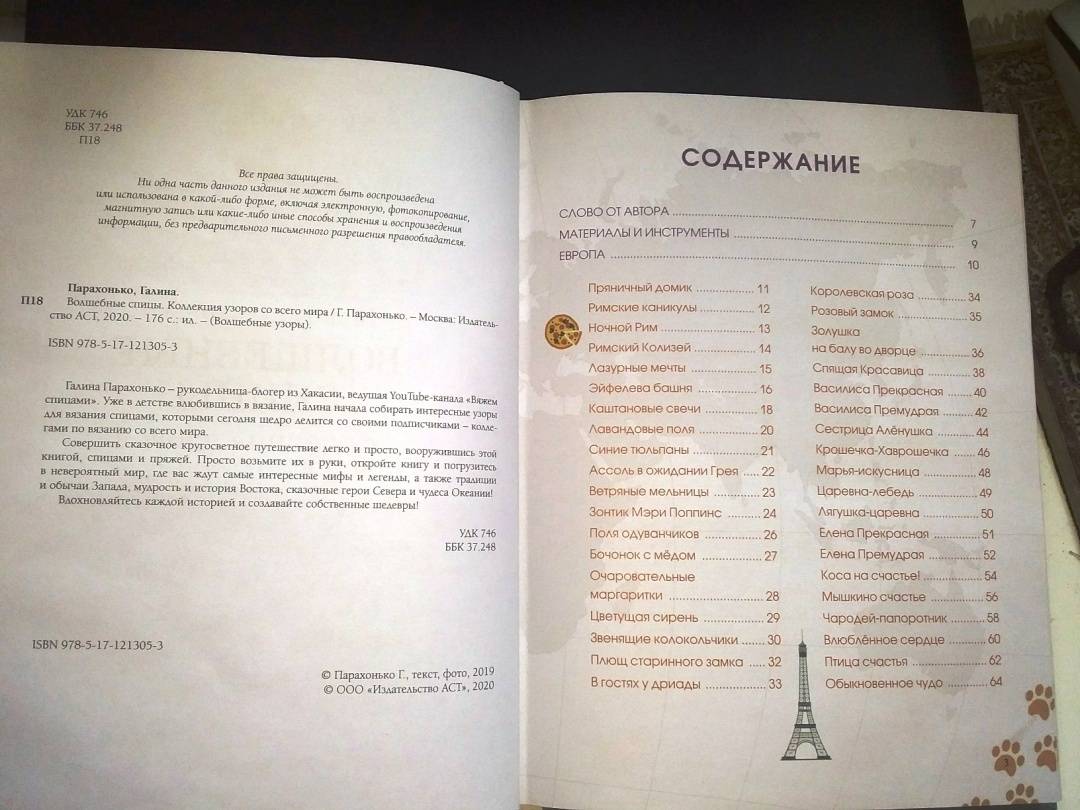 УДК 746
ББК 37.248
П18
Все права защищены.
Ни одна часть данного издания не может быть воспроизведена
или использована в какой-либо форме, включая электронную, фотокопирование,
магнитную запись или какие-либо иные способы хранения и воспроизведения
информации, без предварительного письменного разрешения правообладателя.
Парахонько, Галина.
П18 Волшебные спицы. Коллекция узоров со всего мира / Г. Парахонько. – Москва: Издатель-
ство АСТ, 2020. – 176 с.: ил. – (Волшебные узоры).
ISBN 978-5-17-121305-3
Галина Парахонько – рукодельница-блогер из Хакасии, ведущая YouTube-канала «Вяжем
спицами». Уже в детстве влюбившись в вязание, Галина начала собирать интересные узоры
для вязания спицами, которыми сегодня щедро делится со своими подписчиками – колле-
гами по вязанию со всего мира.
Совершить сказочное кругосветное путешествие легко и просто, вооружившись этой
книгой, спицами и пряжей. Просто возьмите их в руки, откройте книгу и погрузитесь
в невероятный мир, где вас ждут самые интересные мифы и легенды, а также традиции
и обычаи Запада, мудрость и история Востока, сказочные герои Севера и чудеса Океании!
Вдохновляйтесь каждой историей и создавайте собственные шедевры!
УДК 746
ББК 37.248
ISBN 978-5-17-121305-3
© Парахонько Г., текст, фото, 2019
© ООО «Издательство АСТ», 2020
СОДЕРЖАНИЕ
СЛОВО ОТ АВТОРА ........ 7
МАТЕРИАЛЫ И ИНСТРУМЕНТЫ ........ 9
ЕВРОПА ........ 10
Пряничный домик ........ 11
Римские каникулы ........ 12
Ночной Рим ........ 13
Римский Колизей ........ 14
Лазурные мечты ........ 15
Эйфелева башня ........ 16
Каштановые свечи ........ 18
Лавандовые поля ........ 20
Синие тюльпаны ........ 21
Ассоль в ожидании Грея ........ 22
Ветряные мельницы ........ 23
Зонтик Мэри Поппинс ........ 24
Поля одуванчиков ........ 26
Бочонок с мёдом ........ 27
Очаровательные
маргаритки ........ 28
Цветущая сирень ........ 29
Звенящие колокольчики ........ 30
Плющ старинного замка ........ 32
В гостях у дриады ........ 33
Королевская роза ........ 34
Розовый замок ........ 35
Золушка
на балу во дворце ........ 36
Спящая Красавица ........ 38
Василиса Прекрасная ........ 40
Василиса Премудрая ........ 42
Сестрица Алёнушка ........ 44
Крошечка-Хаврошечка ........ 46
Марья-искусница ........ 48
Царевна-лебедь ........ 49
Лягушка-царевна ........ 50
Елена Прекрасная ........ 51
Елена Премудрая ........ 52
Коса на счастье! ........ 54
Мышкино счастье ........ 56
Чародей-папоротник ........ 58
Влюблённое сердце ........ 60
Птица счастья ........ 62
Обыкновенное чудо ........ 64
3